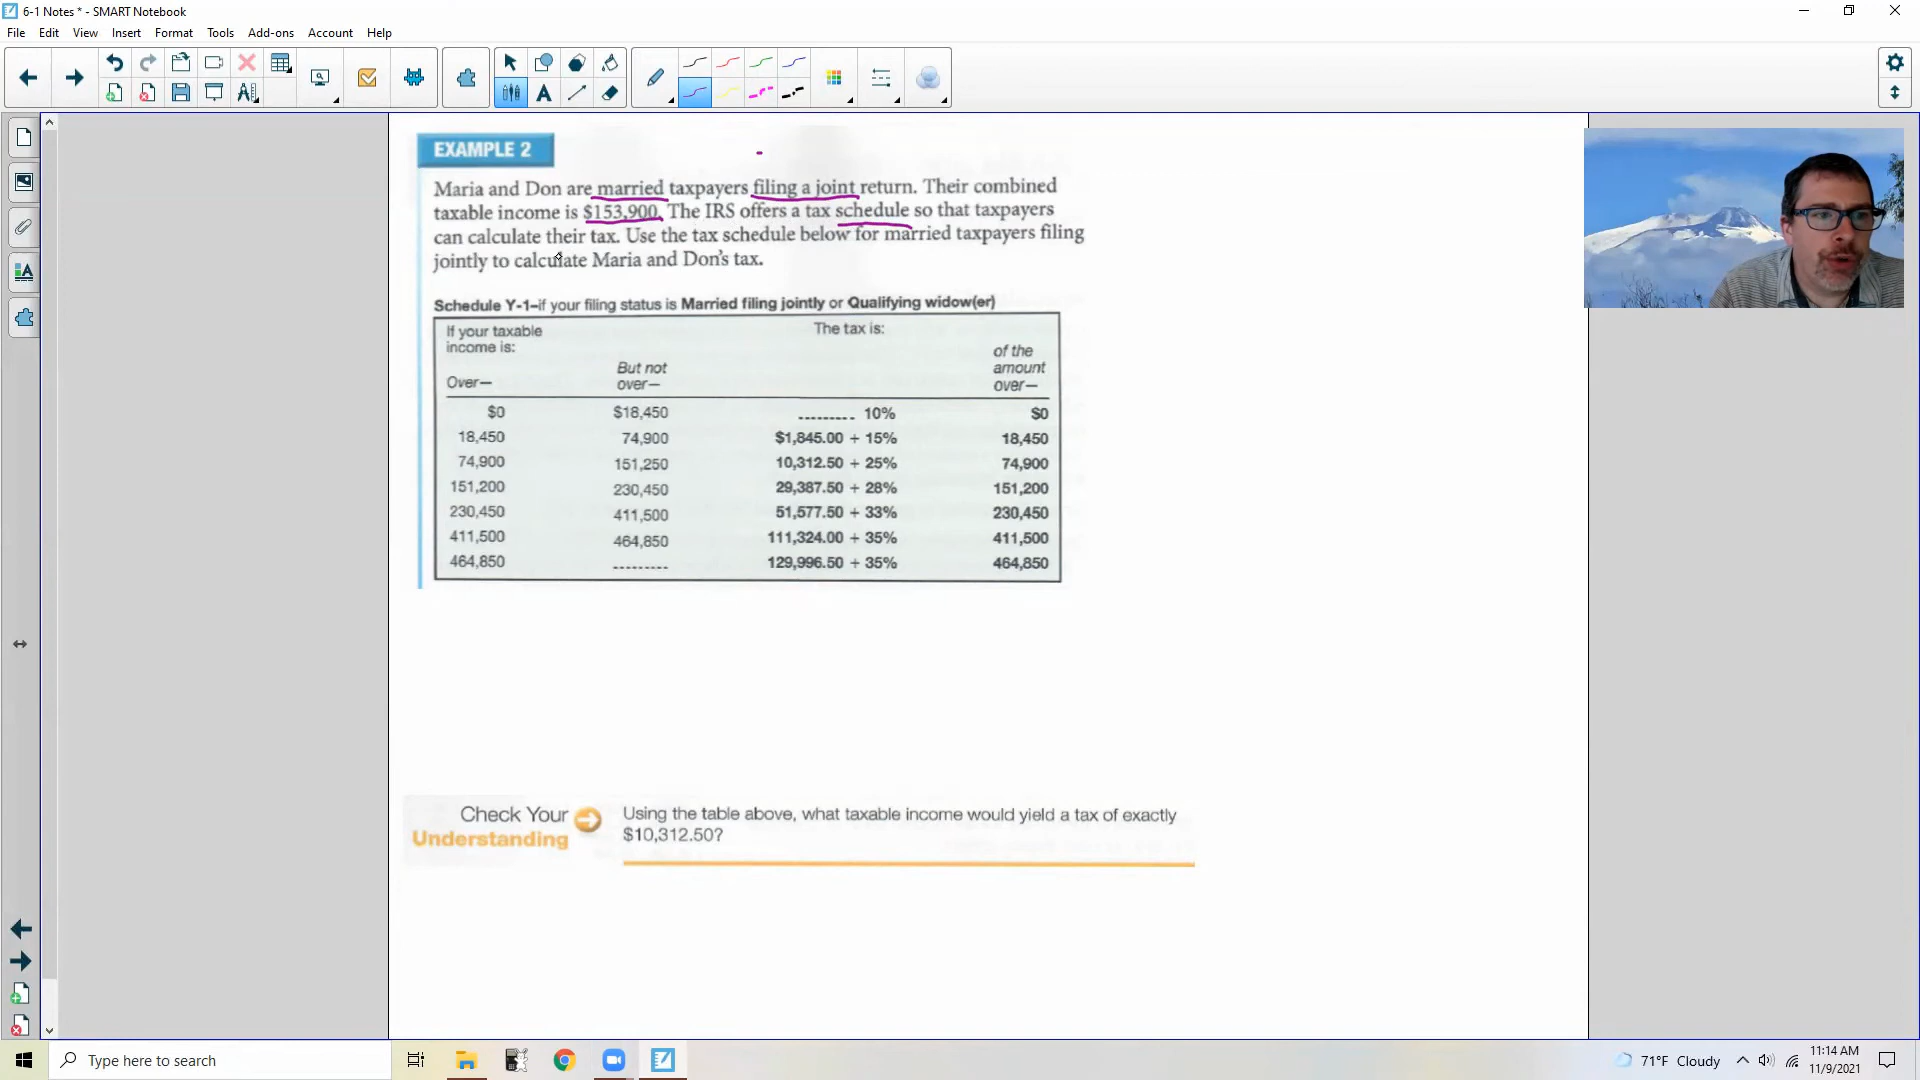 6-1 Notes * - SMART Notebook
File Edit View Insert Format Tools Add-ons Account Help
EXAMPLE 2
Maria and Don are married taxpayers filing a joint return. Their combined
taxable income is $153,900. The IRS offers a tax schedule so that taxpayers
can calculate their tax. Use the tax schedule below for married taxpayers filing
jointly to calculate Maria and Don's tax.
Schedule Y-1–if your filing status is Married filing jointly or Qualifying widow(er)
If your taxable The tax is:
income is:
of the
But not amount
Over— over— over—
$0 $18,450 ......... 10% $0
18,450 74,900 $1,845.00 + 15% 18,450
74,900 151,250 10,312.50 + 25% 74,900
151,200 230,450 29,387.50 + 28% 151,200
230,450 411,500 51,577.50 + 33% 230,450
411,500 464,850 111,324.00 + 35% 411,500
464,850 ......... 129,996.50 + 35% 464,850
Check Your Using the table above, what taxable income would yield a tax of exactly
Understanding $10,312.50?
Type here to search
71°F Cloudy
11:14 AM
11/9/2021